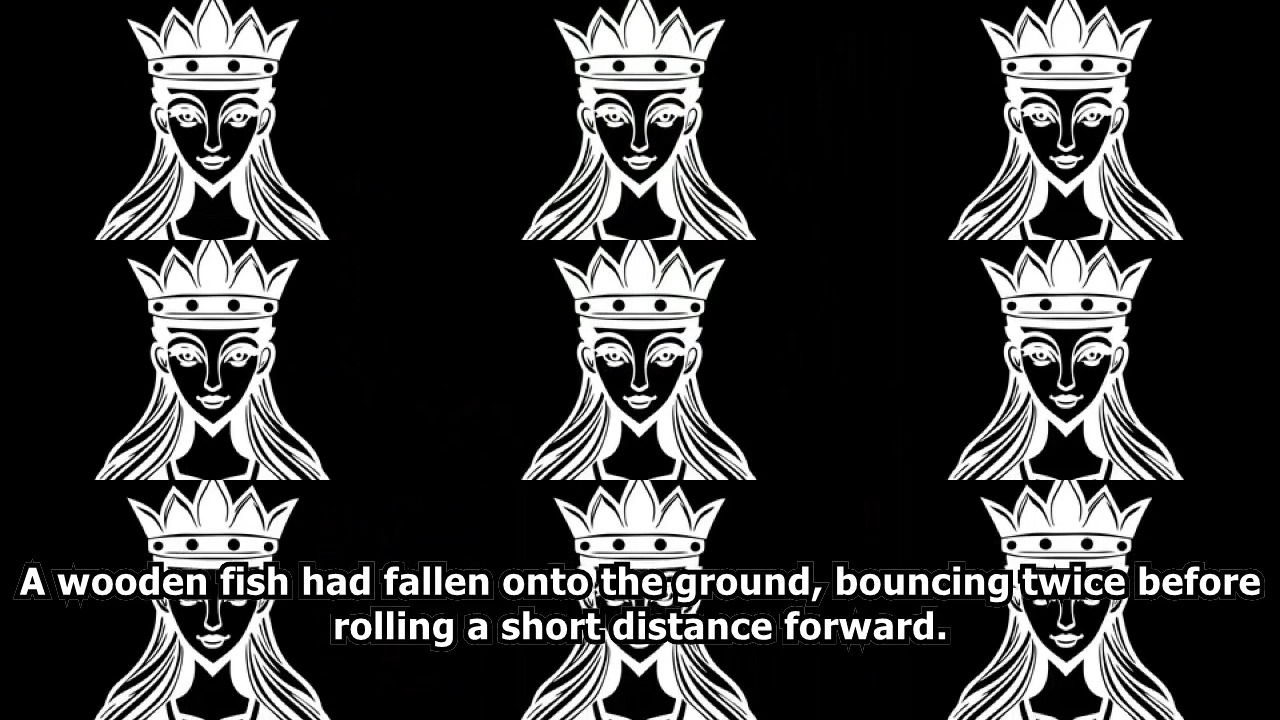 A wooden fish had fallen onto the ground, bouncing twice before
rolling a short distance forward.